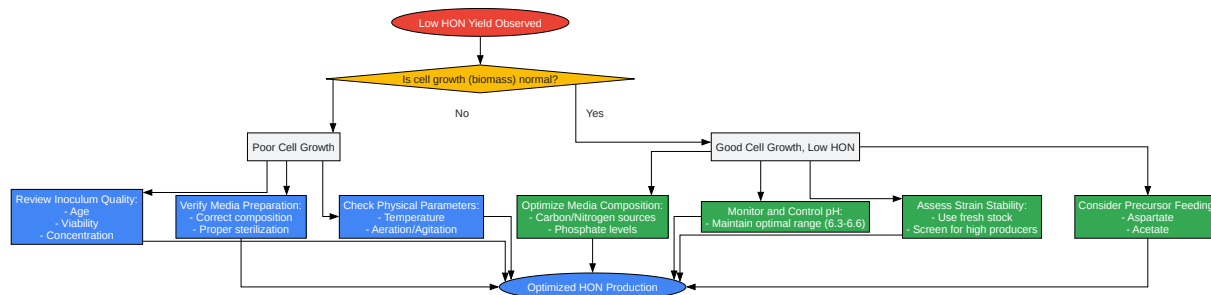 Low HON Yield Observed
Is cell growth (biomass) normal?
No
Yes
Poor Cell Growth
Good Cell Growth, Low HON
Review Inoculum Quality:
- Age
- Viability
- Concentration
Verify Media Preparation:
- Correct composition
- Proper sterilization
Check Physical Parameters:
- Temperature
- Aeration/Agitation
Optimize Media Composition:
- Carbon/Nitrogen sources
- Phosphate levels
Monitor and Control pH:
- Maintain optimal range (6.3-6.6)
Assess Strain Stability:
- Use fresh stock
- Screen for high producers
Consider Precursor Feeding:
- Aspartate
- Acetate
Optimized HON Production